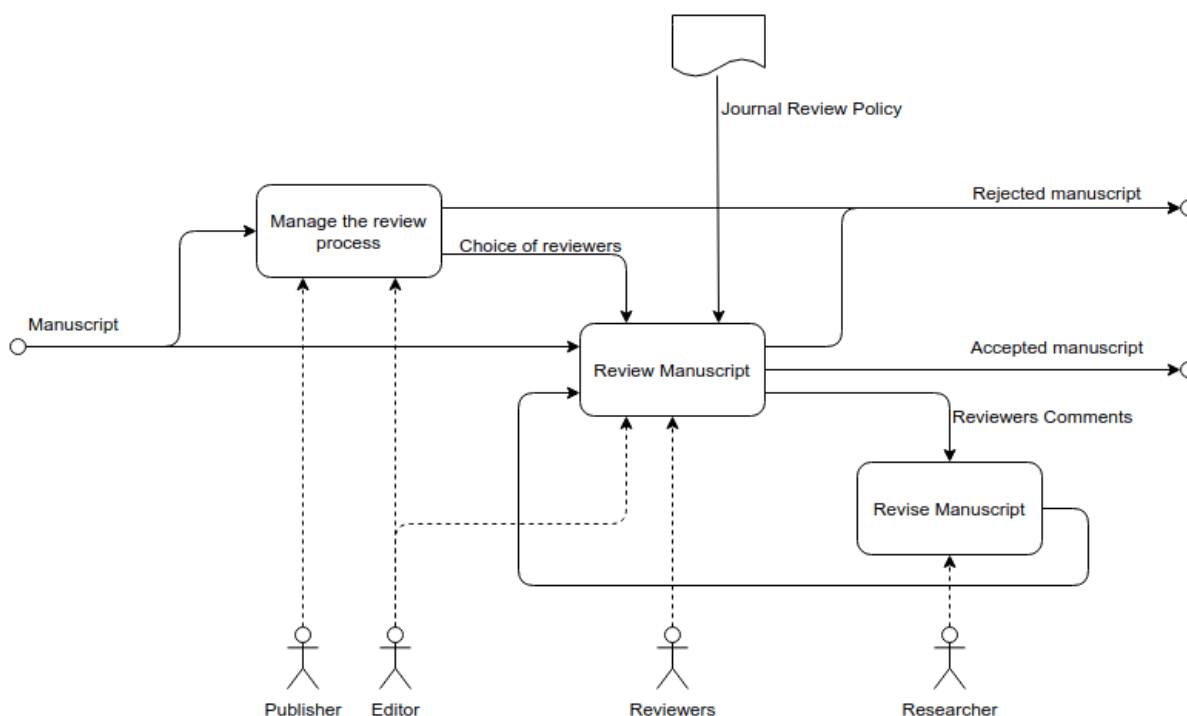 Journal Review Policy
Rejected manuscript
Manage the review
process
Choice of reviewers
Manuscript
Accepted manuscript
Review Manuscript
Reviewers Comments
Revise Manuscript
Publisher
Editor
Reviewers
Researcher